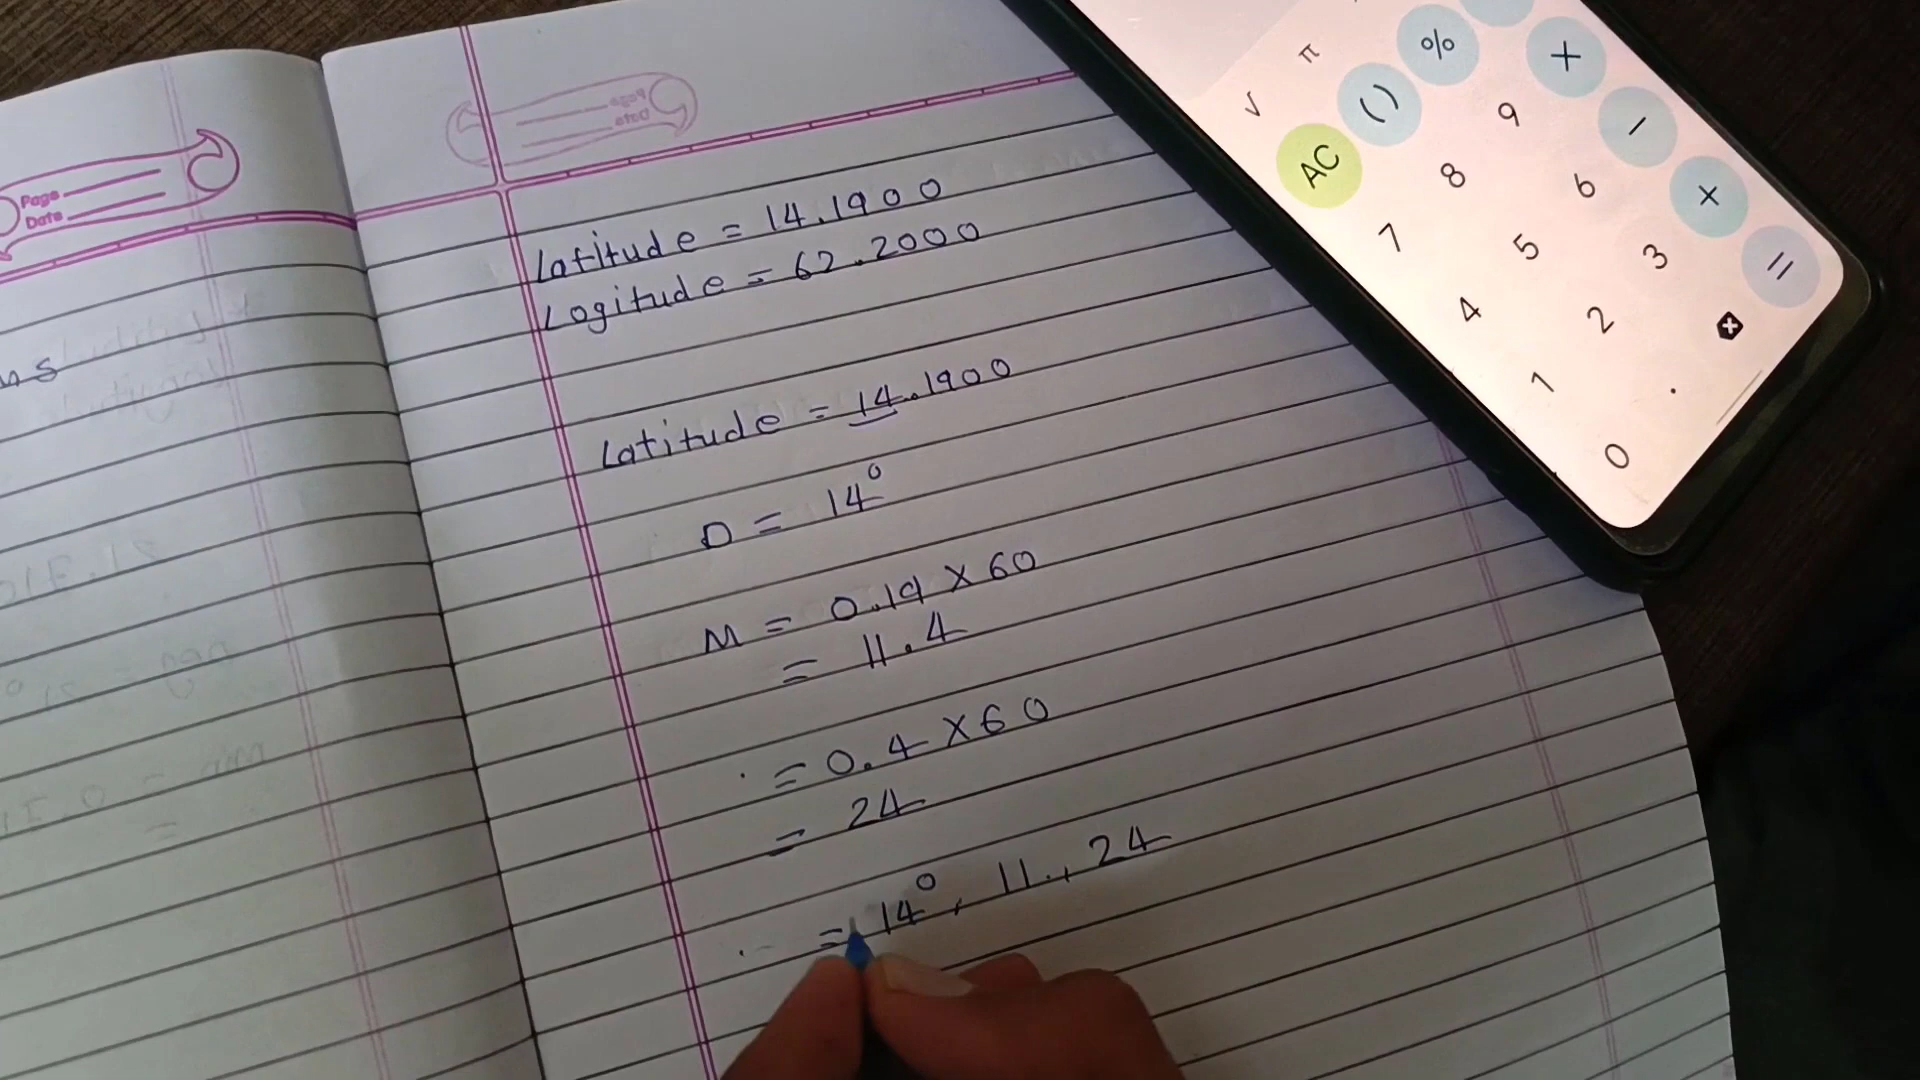 Page
Date
ns
Latitude = 14.1900
Logitude = 62.2000
Latitude = 14.1900
D = 14°
M = 0.19 X 60
= 11.4
= 0.4 X 60
= 24
= 14°, 11., 24
√ π
AC ( ) % +
7 8 9 −
4 5 6 ×
1 2 3 =
0 .